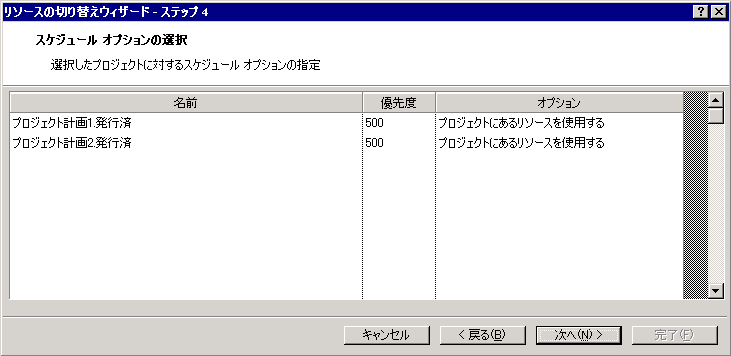 リソースの切り替えウィザード - ステップ 4
スケジュール オプションの選択
選択したプロジェクトに対するスケジュール オプションの指定
名前 優先度 オプション
プロジェクト計画1.発行済 500 プロジェクトにあるリソースを使用する
プロジェクト計画2.発行済 500 プロジェクトにあるリソースを使用する
キャンセル < 戻る(B) 次へ(N) > 完了(F)